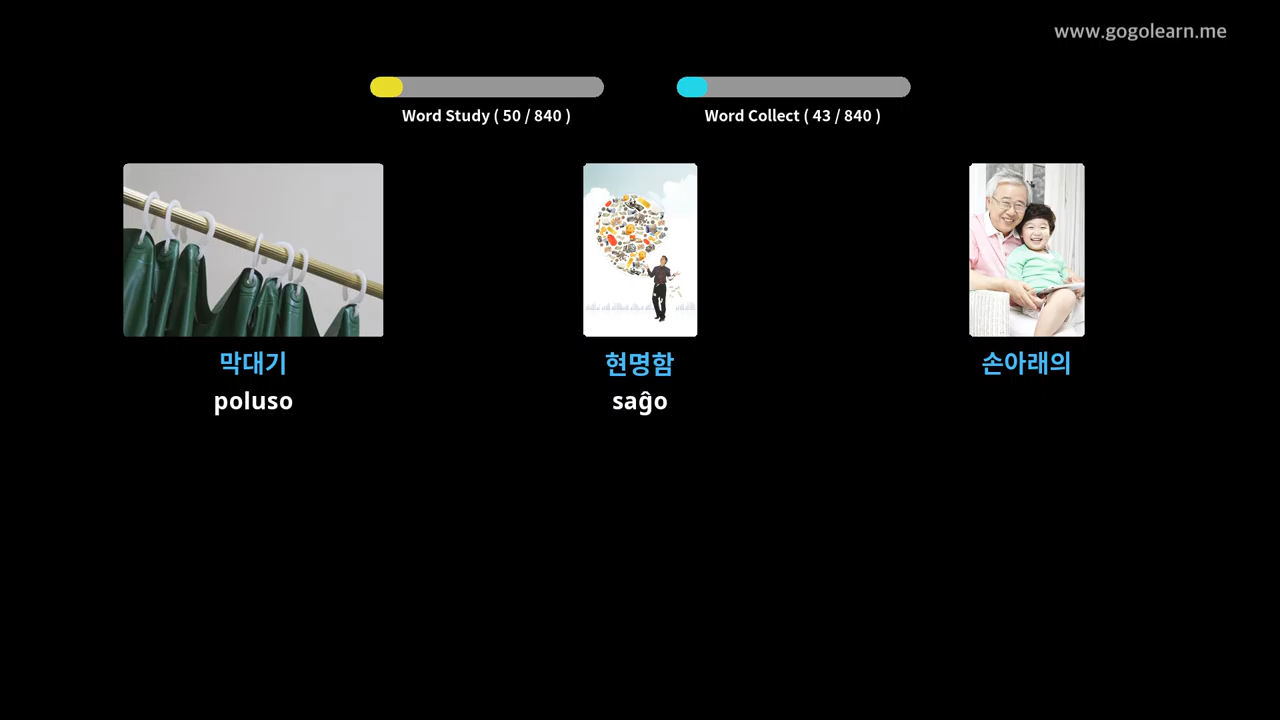 www.gogolearn.me
Word Study ( 50 / 840 )
Word Collect ( 43 / 840 )
막대기
현명함
손아래의
poluso
saĝo